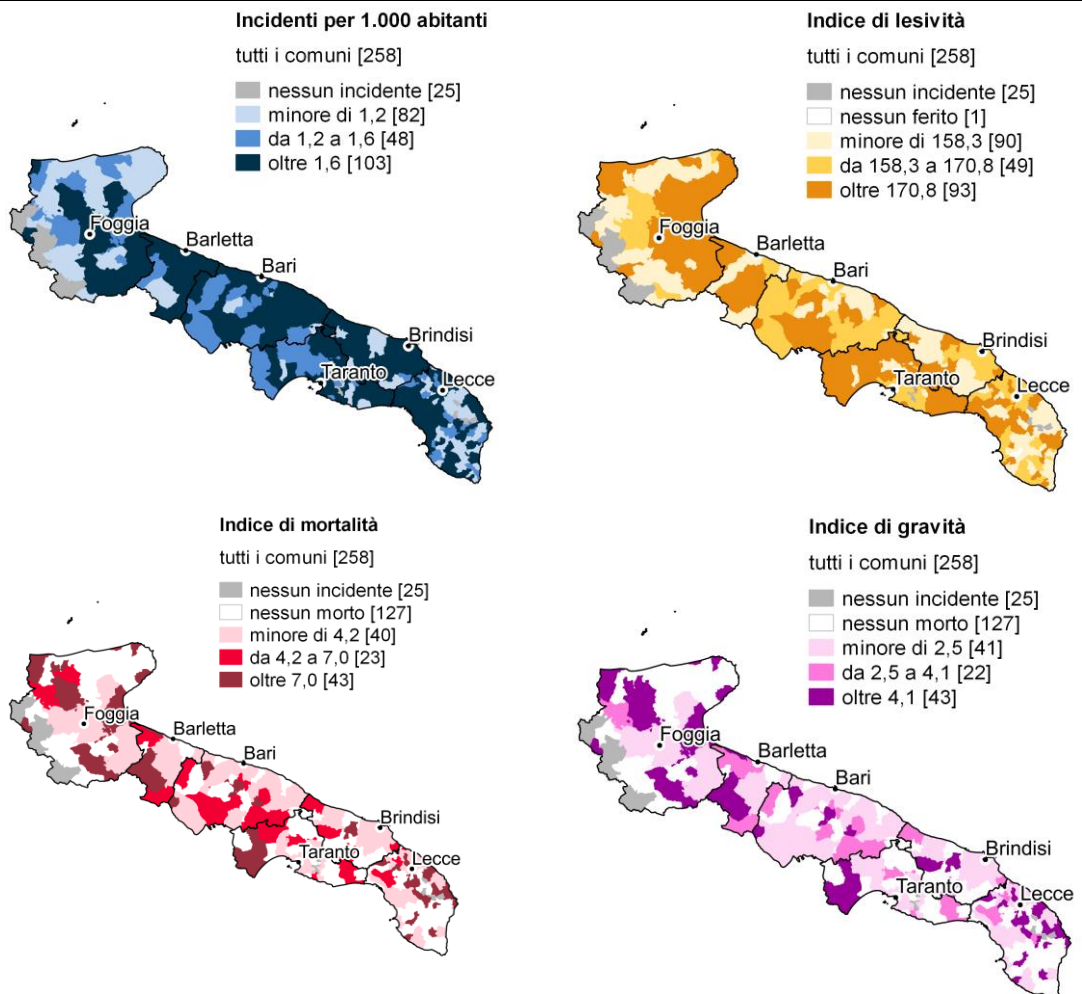 Incidenti per 1.000 abitanti
tutti i comuni [258]
nessun incidente [25]
minore di 1,2 [82]
da 1,2 a 1,6 [48]
oltre 1,6 [103]
Foggia
Barletta
Bari
Brindisi
Taranto
Lecce
Indice di lesività
tutti i comuni [258]
nessun incidente [25]
nessun ferito [1]
minore di 158,3 [90]
da 158,3 a 170,8 [49]
oltre 170,8 [93]
Foggia
Barletta
Bari
Brindisi
Taranto
Lecce
Indice di mortalità
tutti i comuni [258]
nessun incidente [25]
nessun morto [127]
minore di 4,2 [40]
da 4,2 a 7,0 [23]
oltre 7,0 [43]
Foggia
Barletta
Bari
Brindisi
Taranto
Lecce
Indice di gravità
tutti i comuni [258]
nessun incidente [25]
nessun morto [127]
minore di 2,5 [41]
da 2,5 a 4,1 [22]
oltre 4,1 [43]
Foggia
Barletta
Bari
Brindisi
Taranto
Lecce